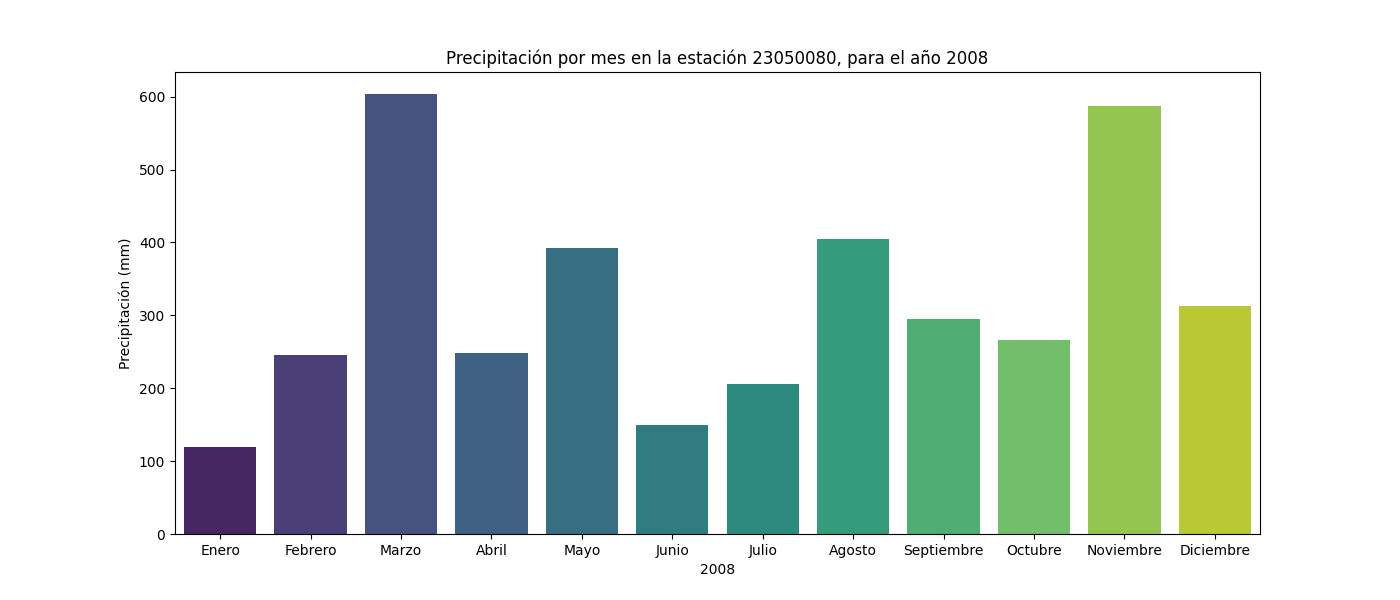 Precipitación por mes en la estación 23050080, para el año 2008
Precipitación (mm)
600
500
400
300
200
100
0
Enero Febrero Marzo Abril Mayo Junio Julio Agosto Septiembre Octubre Noviembre Diciembre
2008